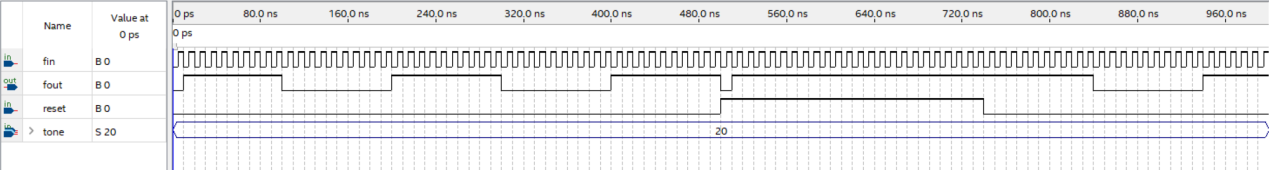 Name
Value at
0 ps
0 ps 80.0 ns 160.0 ns 240.0 ns 320.0 ns 400.0 ns 480.0 ns 560.0 ns 640.0 ns 720.0 ns 800.0 ns 880.0 ns 960.0 ns
0 ps
in fin B 0
out fout B 0
in reset B 0
in > tone S 20 20